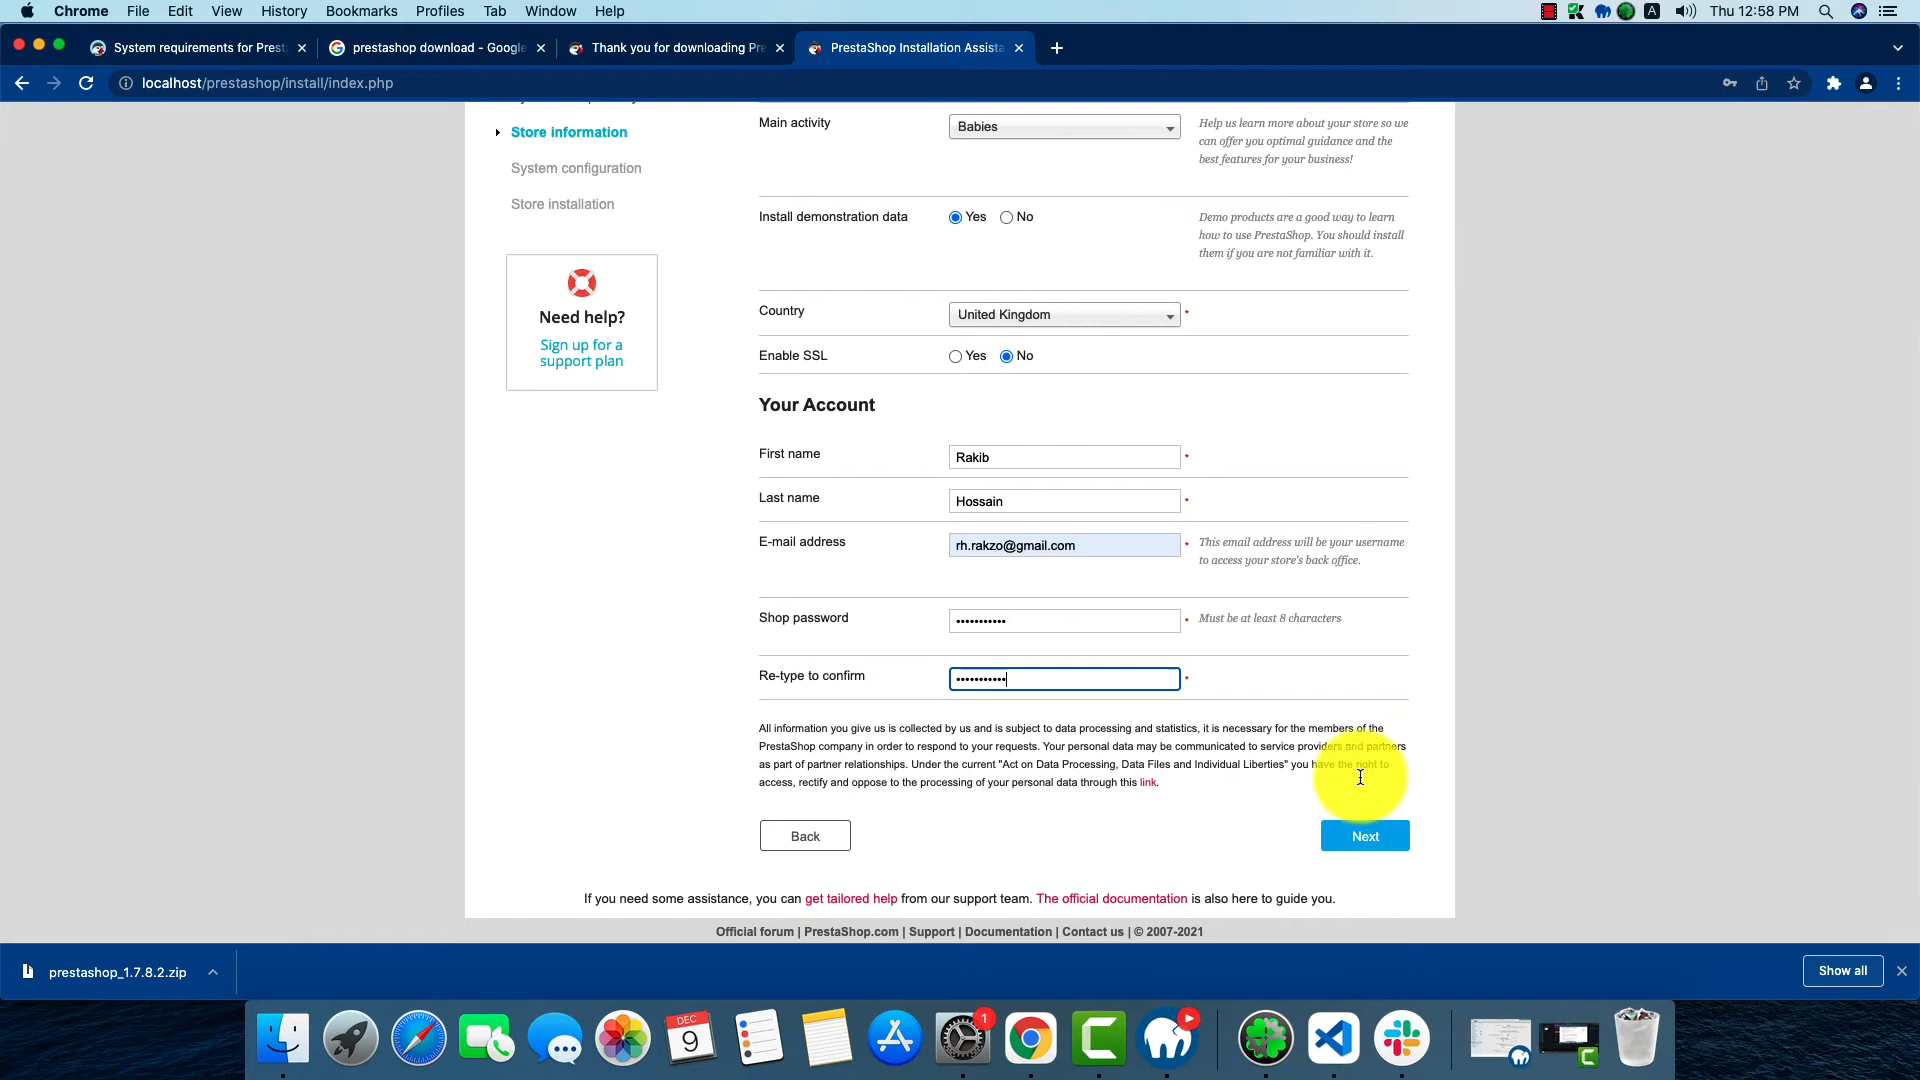 Chrome File Edit View History Bookmarks Profiles Tab Window Help
A
Thu 12:58 PM
System requirements for Prest
prestashop download - Google
Thank you for downloading Pr
PrestaShop Installation Assista
localhost/prestashop/install/index.php
Store information
System configuration
Store installation
Need help?
Sign up for a
support plan
Main activity
Babies
Help us learn more about your store so we
can offer you optimal guidance and the
best features for your business!
Install demonstration data
Yes No
Demo products are a good way to learn
how to use PrestaShop. You should install
them if you are not familiar with it.
Country
United Kingdom
*
Enable SSL
Yes No
Your Account
First name
Rakib
*
Last name
Hossain
*
E-mail address
rh.rakzo@gmail.com
*
This email address will be your username
to access your store's back office.
Shop password
•••••••••••
*
Must be at least 8 characters
Re-type to confirm
•••••••••••
*
All information you give us is collected by us and is subject to data processing and statistics, it is necessary for the members of the
PrestaShop company in order to respond to your requests. Your personal data may be communicated to service providers and partners
as part of partner relationships. Under the current "Act on Data Processing, Data Files and Individual Liberties" you have the right to
access, rectify and oppose to the processing of your personal data through this link.
Back
Next
If you need some assistance, you can get tailored help from our support team. The official documentation is also here to guide you.
Official forum | PrestaShop.com | Support | Documentation | Contact us | © 2007-2021
prestashop_1.7.8.2.zip
Show all
DEC
9
1